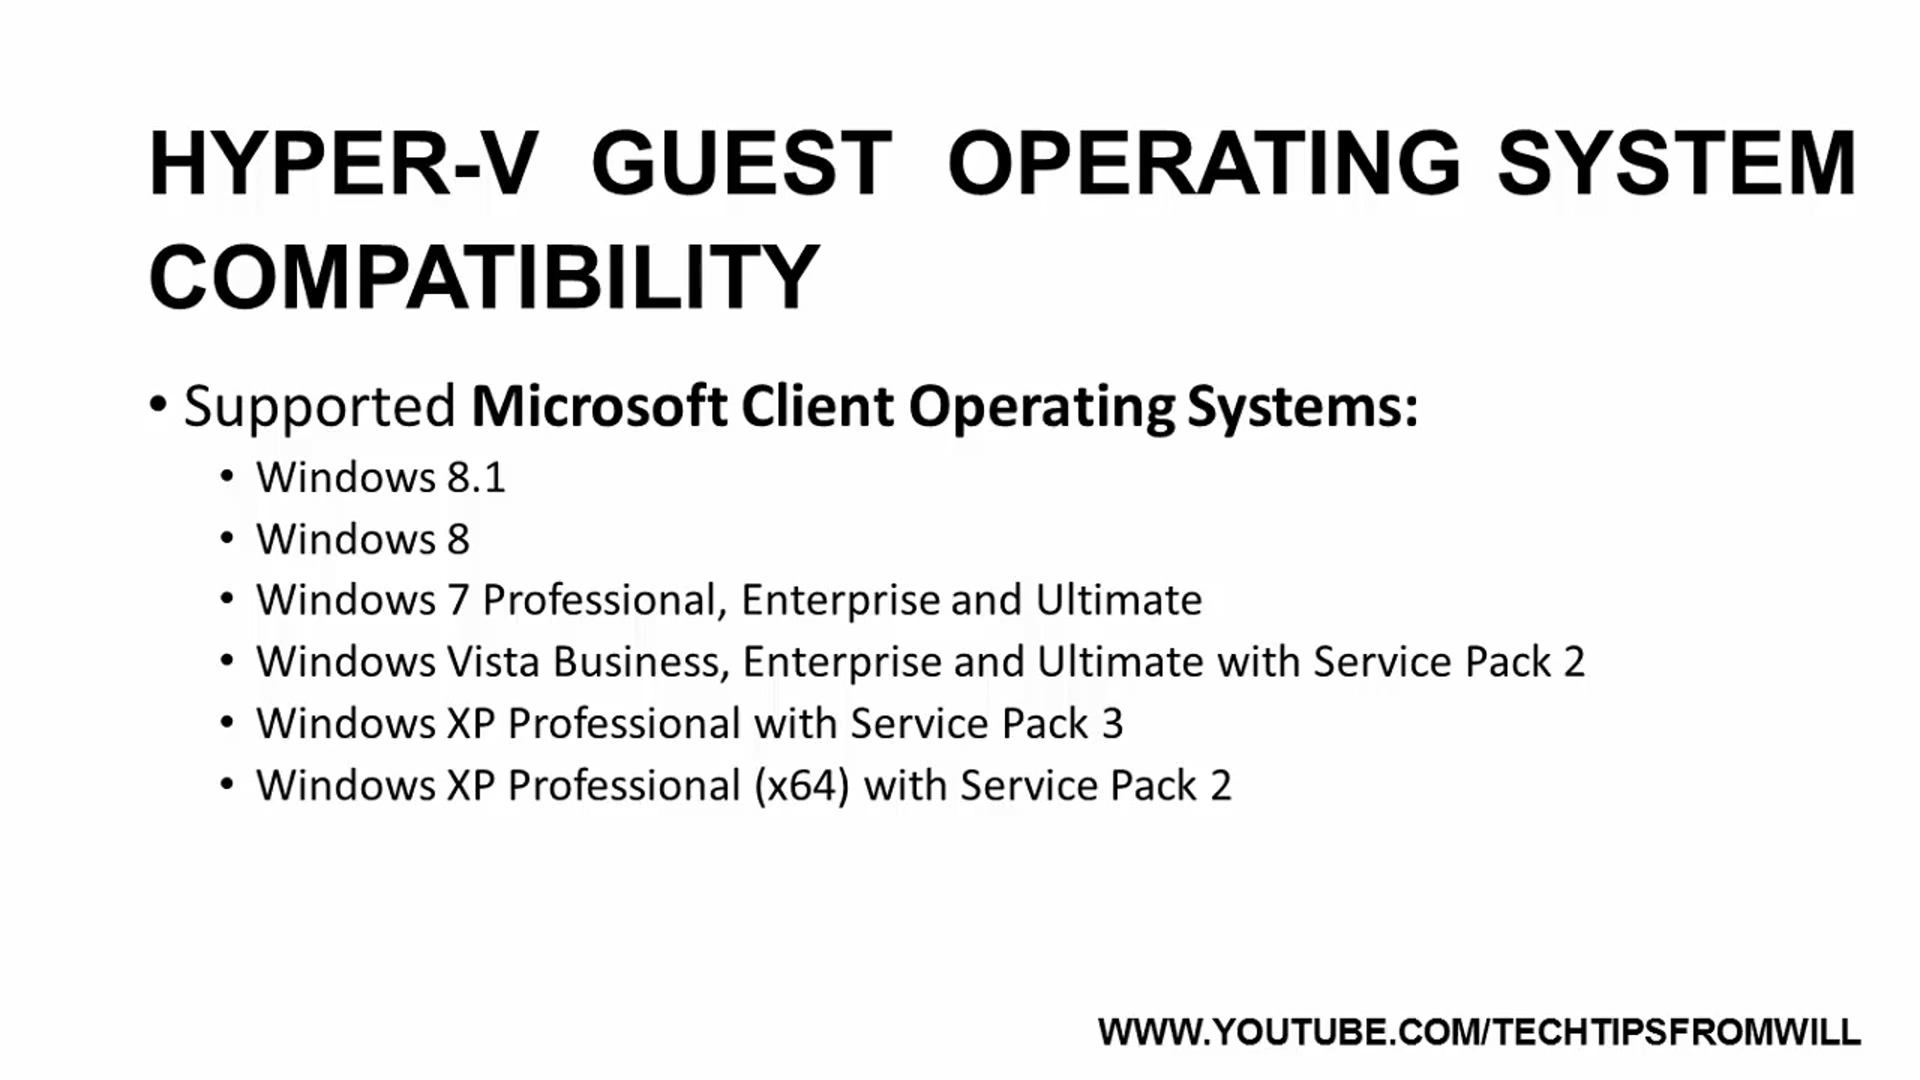 HYPER-V GUEST OPERATING SYSTEM
COMPATIBILITY
• Supported Microsoft Client Operating Systems:
• Windows 8.1
• Windows 8
• Windows 7 Professional, Enterprise and Ultimate
• Windows Vista Business, Enterprise and Ultimate with Service Pack 2
• Windows XP Professional with Service Pack 3
• Windows XP Professional (x64) with Service Pack 2
WWW.YOUTUBE.COM/TECHTIPSFROMWILL